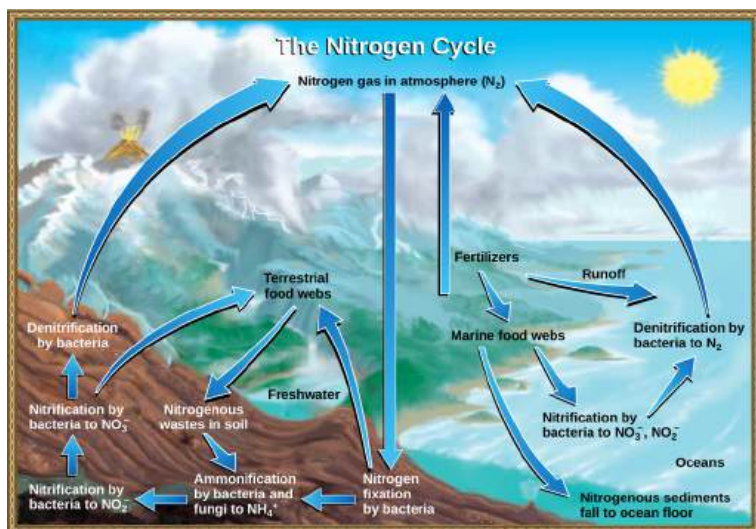 The Nitrogen Cycle
Nitrogen gas in atmosphere (N₂)
Fertilizers
Runoff
Terrestrial
food webs
Denitrification
by bacteria
Marine food webs
Denitrification by
bacteria to N₂
Freshwater
Nitrification by
bacteria to NO₃⁻
Nitrogenous
wastes in soil
Nitrification by
bacteria to NO₃⁻, NO₂⁻
Oceans
Nitrification by
bacteria to NO₂⁻
Ammonification
by bacteria and
fungi to NH₄⁺
Nitrogen
fixation
by bacteria
Nitrogenous sediments
fall to ocean floor